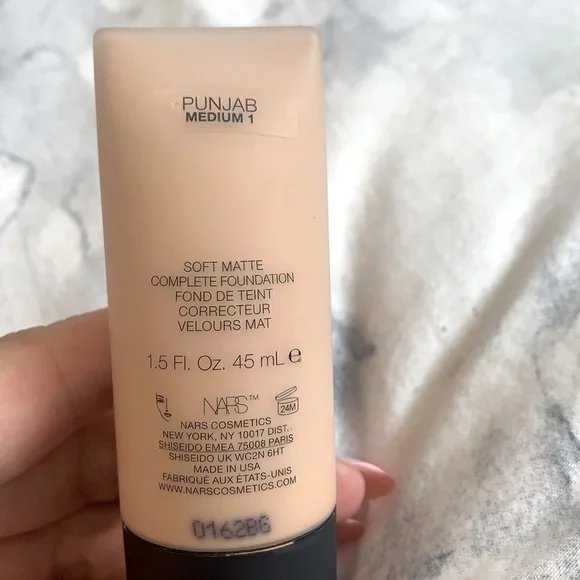 PUNJAB
MEDIUM 1
SOFT MATTE
COMPLETE FOUNDATION
FOND DE TEINT
CORRECTEUR
VELOURS MAT
1.5 Fl. Oz. 45 mL ℮
24M
NARS™
NARS COSMETICS
NEW YORK, NY 10017 DIST.
SHISEIDO EMEA 75008 PARIS
SHISEIDO UK WC2N 6HT
MADE IN USA
FABRIQUÉ AUX ÉTATS-UNIS
WWW.NARSCOSMETICS.COM
0162BG